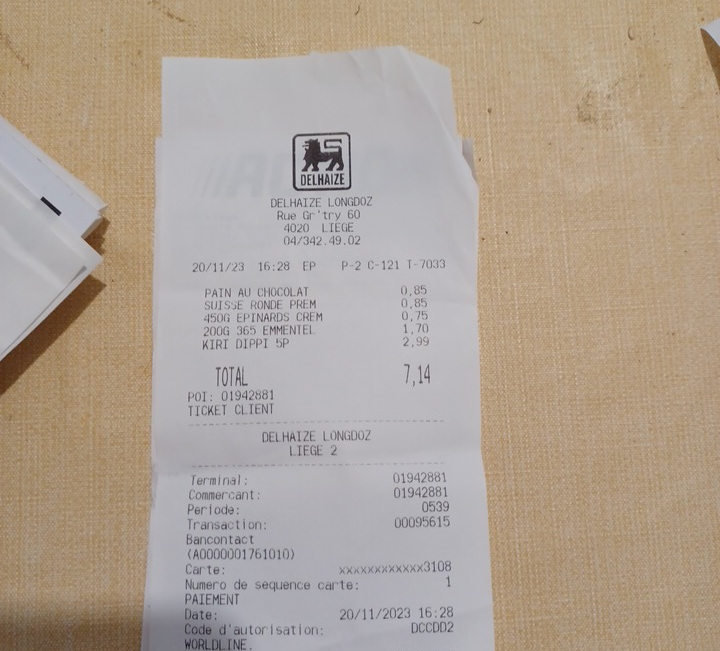 DELHAIZE
DELHAIZE LONGDOZ
Rue Gr'try 60
4020 LIEGE
04/342.49.02
20/11/23 16:28 EP P-2 C-121 T-7033
PAIN AU CHOCOLAT 0,85
SUISSE RONDE PREM 0,85
450G EPINARDS CREM 0,75
200G 365 EMMENTEL 1,70
KIRI DIPPI 5P 2,99
TOTAL 7,14
POI: 01942881
TICKET CLIENT
DELHAIZE LONGDOZ
LIEGE 2
Terminal: 01942881
Commercant: 01942881
Periode: 0539
Transaction: 00095615
Bancontact
(A0000001761010)
Carte: xxxxxxxxxxxx3108
Numero de sequence carte: 1
PAIEMENT
Date: 20/11/2023 16:28
Code d'autorisation: DCCDD2
WORLDLINE.